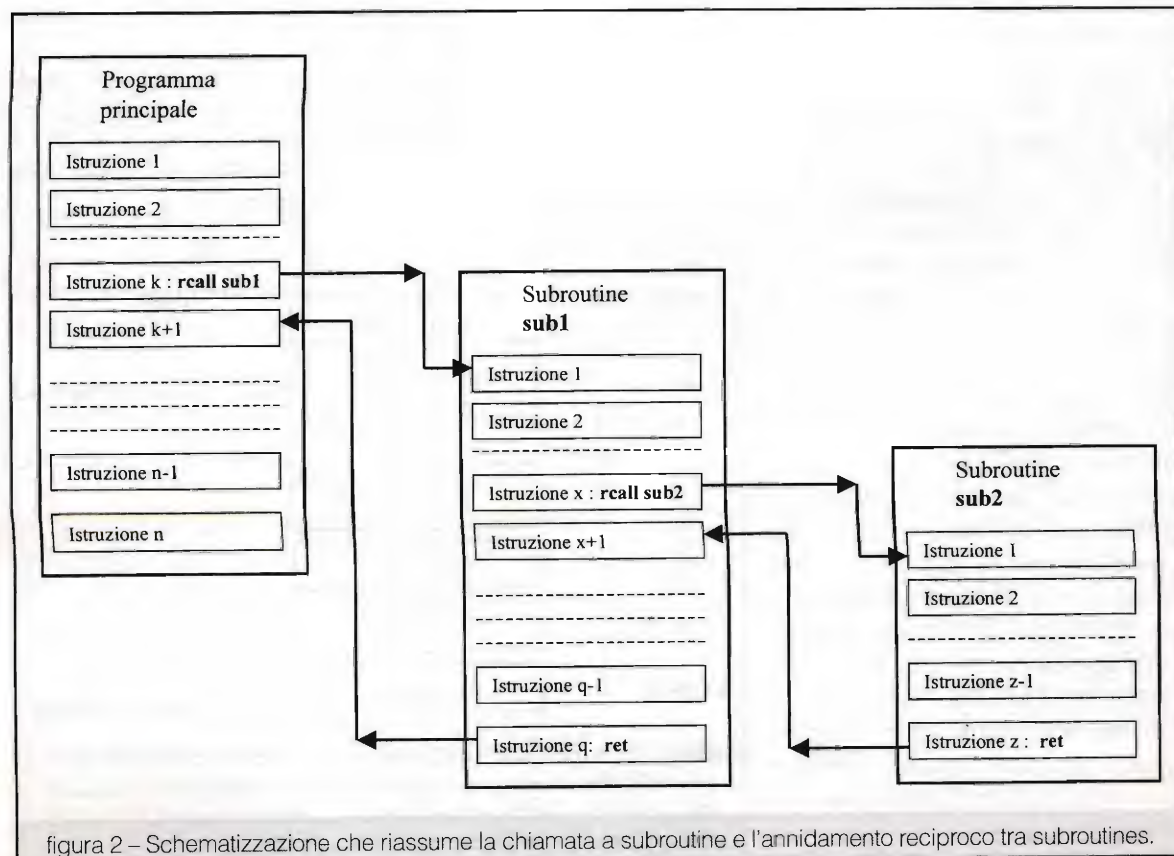 Programma
principale
Istruzione 1
Istruzione 2
Istruzione k : rcall sub1
Istruzione k+1
Istruzione n-1
Istruzione n
Subroutine
sub1
Istruzione 1
Istruzione 2
Istruzione x : rcall sub2
Istruzione x+1
Istruzione q-1
Istruzione q: ret
Subroutine
sub2
Istruzione 1
Istruzione 2
Istruzione z-1
Istruzione z : ret
figura 2 – Schematizzazione che riassume la chiamata a subroutine e l'annidamento reciproco tra subroutines.